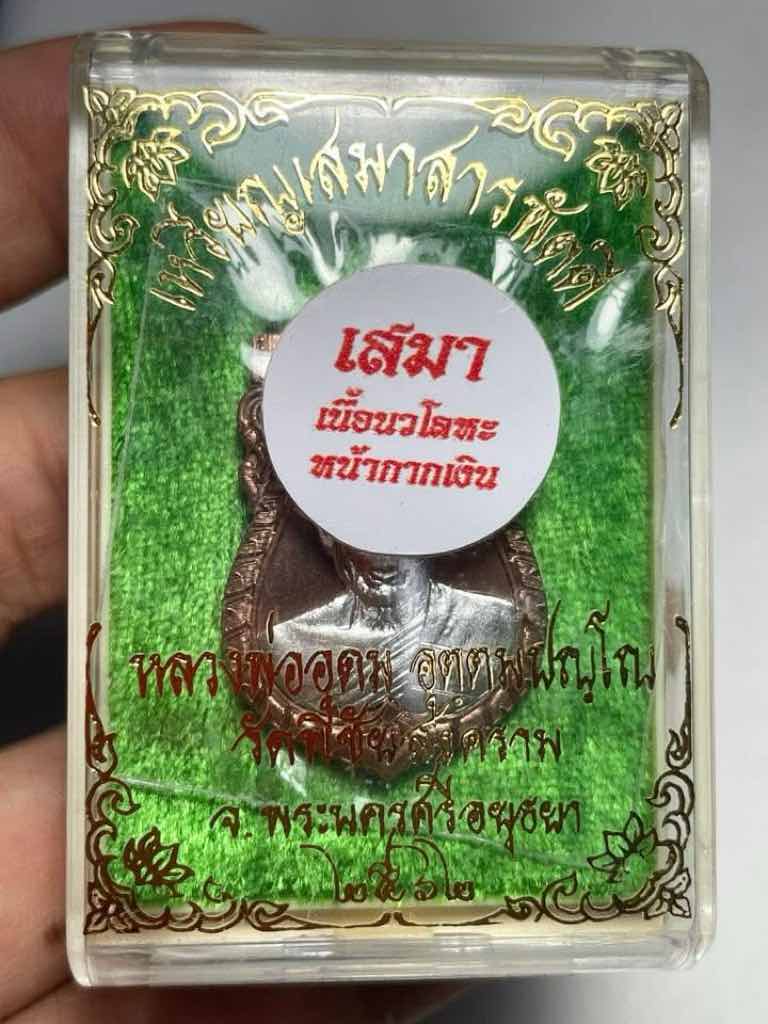 เหรียญเสมาสารพัดดี
เสมา
เนื้อนวโลหะ
หน้ากากเงิน
หลวงพ่ออุดม อุตฺตมปญฺโญ
วัดพิชัยสงคราม
จ.พระนครศรีอยุธยา
๒๕๖๒